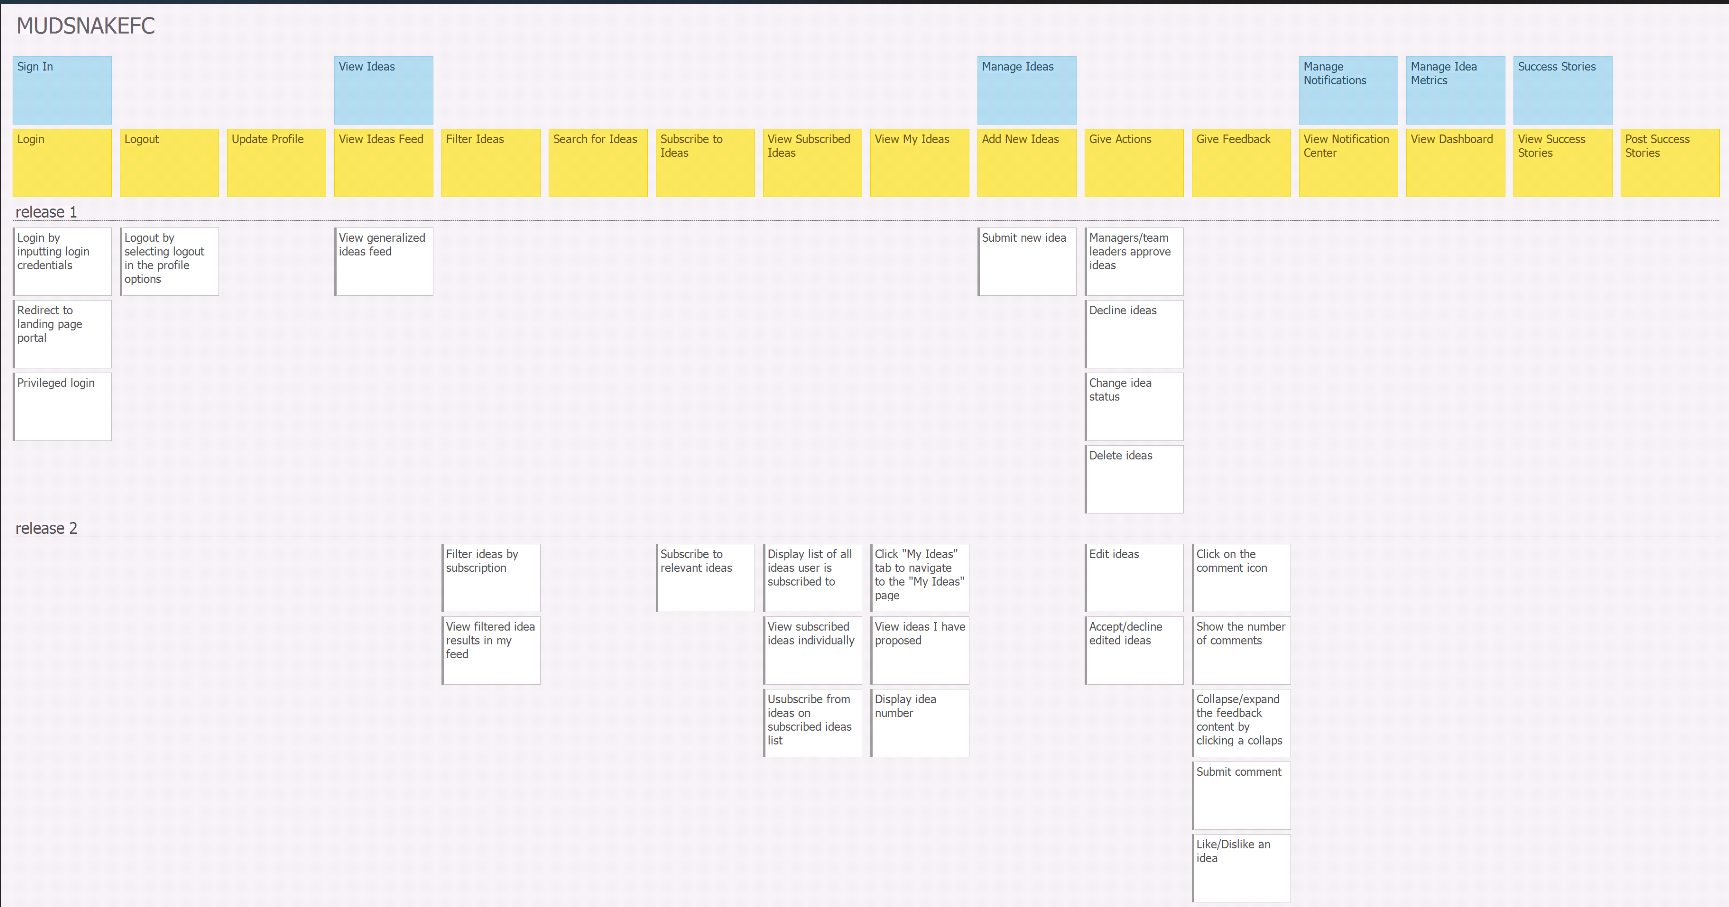 MUDSNAKEFC
Sign In
View Ideas
Manage Ideas
Manage
Notifications
Manage Idea
Metrics
Success Stories
Login
Logout
Update Profile
View Ideas Feed
Filter Ideas
Search for Ideas
Subscribe to
Ideas
View Subscribed
Ideas
View My Ideas
Add New Ideas
Give Actions
Give Feedback
View Notification
Center
View Dashboard
View Success
Stories
Post Success
Stories
release 1
Login by
inputting login
credentials
Logout by
selecting logout
in the profile
options
View generalized
ideas feed
Submit new idea
Managers/team
leaders approve
ideas
Redirect to
landing page
portal
Decline ideas
Privileged login
Change idea
status
Delete ideas
release 2
Filter ideas by
subscription
Subscribe to
relevant ideas
Display list of all
ideas user is
subscribed to
Click "My Ideas"
tab to navigate
to the "My Ideas"
page
Edit ideas
Click on the
comment icon
View filtered idea
results in my
feed
View subscribed
ideas individually
View ideas I have
proposed
Accept/decline
edited ideas
Show the number
of comments
Usubscribe from
ideas on
subscribed ideas
list
Display idea
number
Collapse/expand
the feedback
content by
clicking a collaps
Submit comment
Like/Dislike an
idea